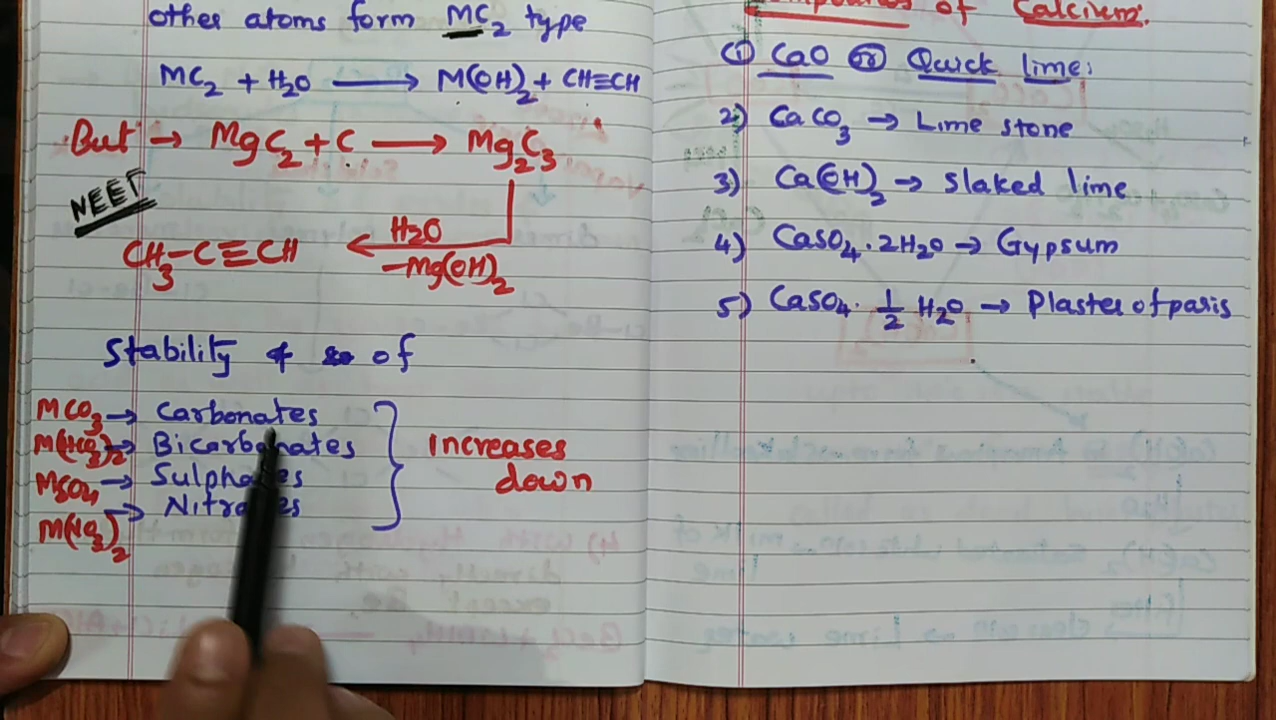 other atoms form MC₂ type
MC₂ + H₂O ⟶ M(OH)₂ + CH≡CH
But → MgC₂ + C ⟶ Mg₂C₃
NEET
H₂O
CH₃-C≡CH ⟵
-Mg(OH)₂
Stability of
MCO₃ → Carbonates
M(HCO₃)₂ → Bicarbonates
MSO₄ → Sulphates
M(NO₃)₂ → Nitrates
increases
down
Compounds of Calcium.
(1) CaO or Quick lime:
2) CaCO₃ → Lime stone
3) Ca(OH)₂ → Slaked lime
4) CaSO₄.2H₂O → Gypsum
5) CaSO₄. 1/2 H₂O → Plaster of paris